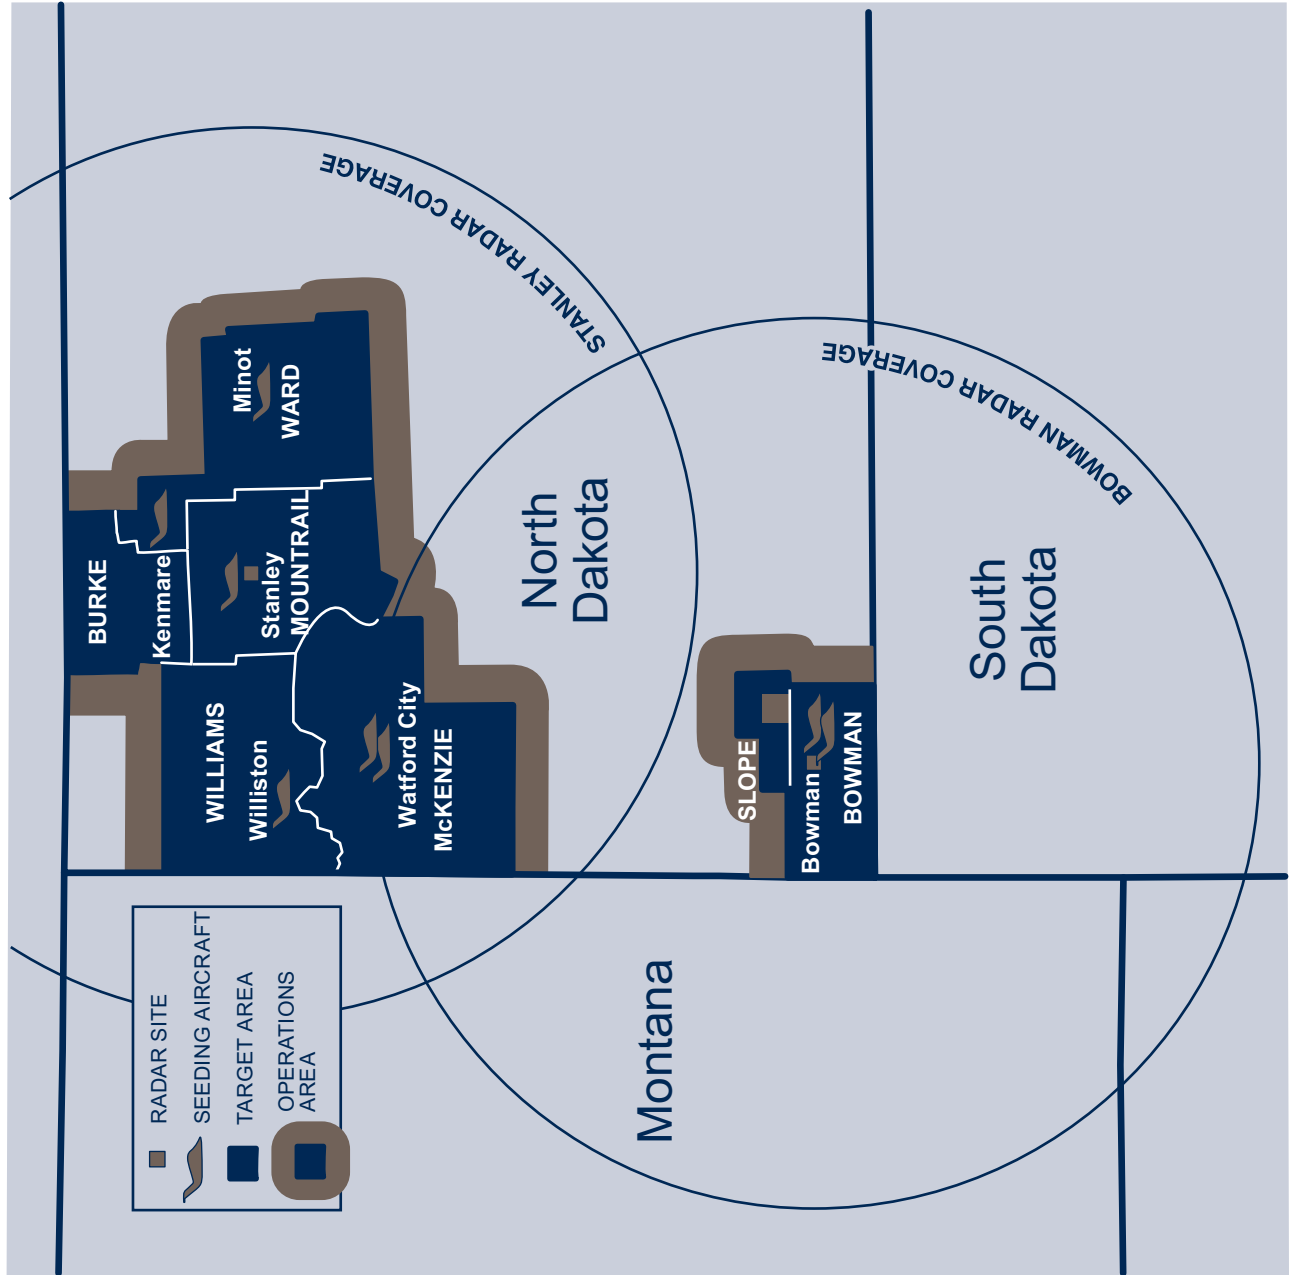 RADAR SITE
SEEDING AIRCRAFT
TARGET AREA
OPERATIONS
AREA
BURKE
Kenmare
WILLIAMS
Williston
Stanley
MOUNTRAIL
Minot
WARD
Watford City
McKENZIE
STANLEY RADAR COVERAGE
North
Dakota
Montana
SLOPE
Bowman
BOWMAN
BOWMAN RADAR COVERAGE
South
Dakota